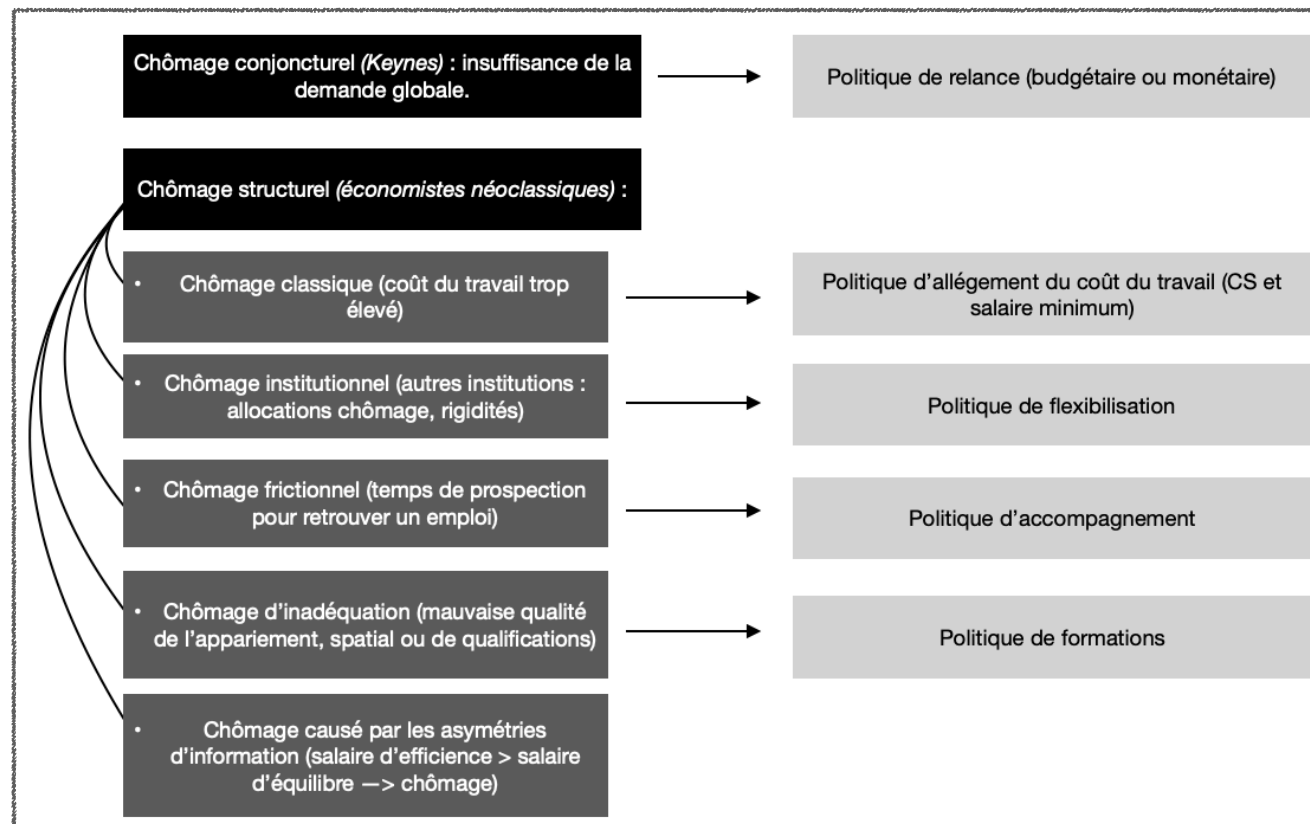 Chômage conjoncturel (Keynes) : insuffisance de la
demande globale.
Politique de relance (budgétaire ou monétaire)
Chômage structurel (économistes néoclassiques) :
• Chômage classique (coût du travail trop
élevé)
Politique d’allégement du coût du travail (CS et
salaire minimum)
• Chômage institutionnel (autres institutions :
allocations chômage, rigidités)
Politique de flexibilisation
• Chômage frictionnel (temps de prospection
pour retrouver un emploi)
Politique d’accompagnement
• Chômage d’inadéquation (mauvaise qualité
de l’appariement, spatial ou de qualifications)
Politique de formations
• Chômage causé par les asymétries
d’information (salaire d’efficience > salaire
d’équilibre —> chômage)